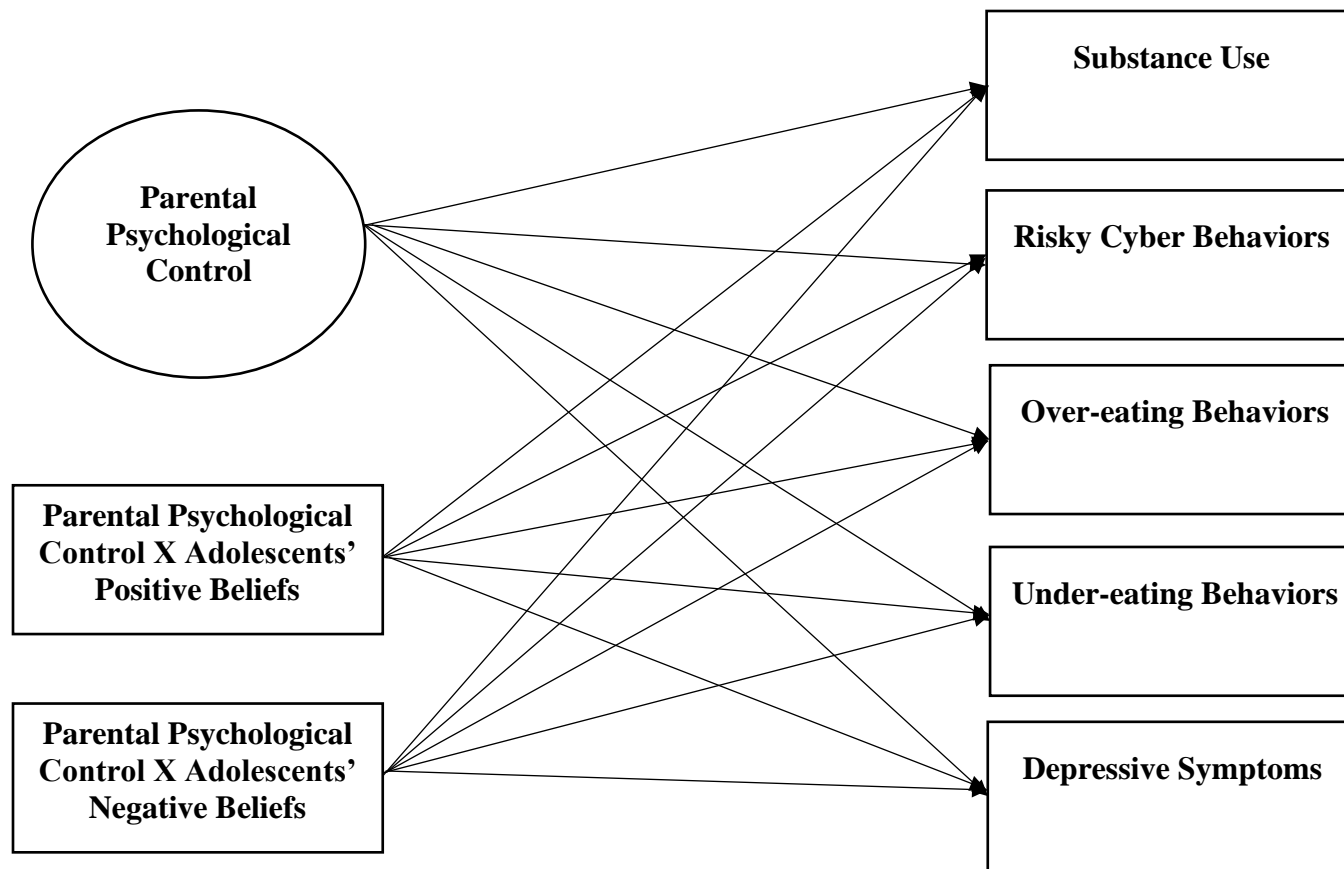 Substance Use
Parental
Psychological
Control
Risky Cyber Behaviors
Over-eating Behaviors
Parental Psychological
Control X Adolescents’
Positive Beliefs
Under-eating Behaviors
Parental Psychological
Control X Adolescents’
Negative Beliefs
Depressive Symptoms